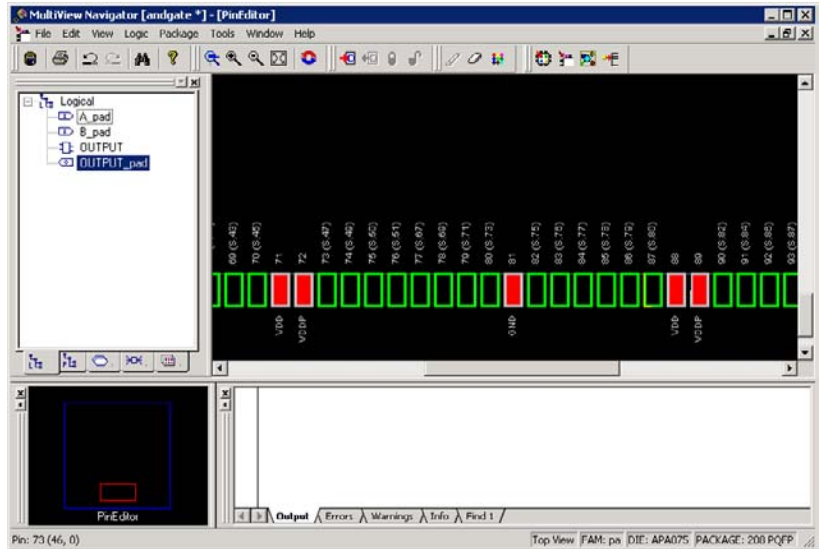 MultiView Navigator [andgate *] - [PinEditor]
File Edit View Logic Package Tools Window Help
Logical
A_pad
B_pad
OUTPUT
OUTPUT_pad
69 (S:43)
70 (S:45)
71
72
73 (S:47)
74 (S:49)
75 (S:50)
76 (S:51)
77 (S:67)
78 (S:69)
79 (S:71)
80 (S:73)
81
82 (S:75)
83 (S:76)
84 (S:77)
85 (S:78)
86 (S:79)
87 (S:80)
88
89
90 (S:82)
91 (S:84)
92 (S:86)
93 (S:87)
VDD
VDDP
GND
VDD
VDDP
PinEditor
Output Errors Warnings Info Find 1
Pin: 73 (46, 0)
Top View FAM: pa DIE: APA075 PACKAGE: 208 PQFP